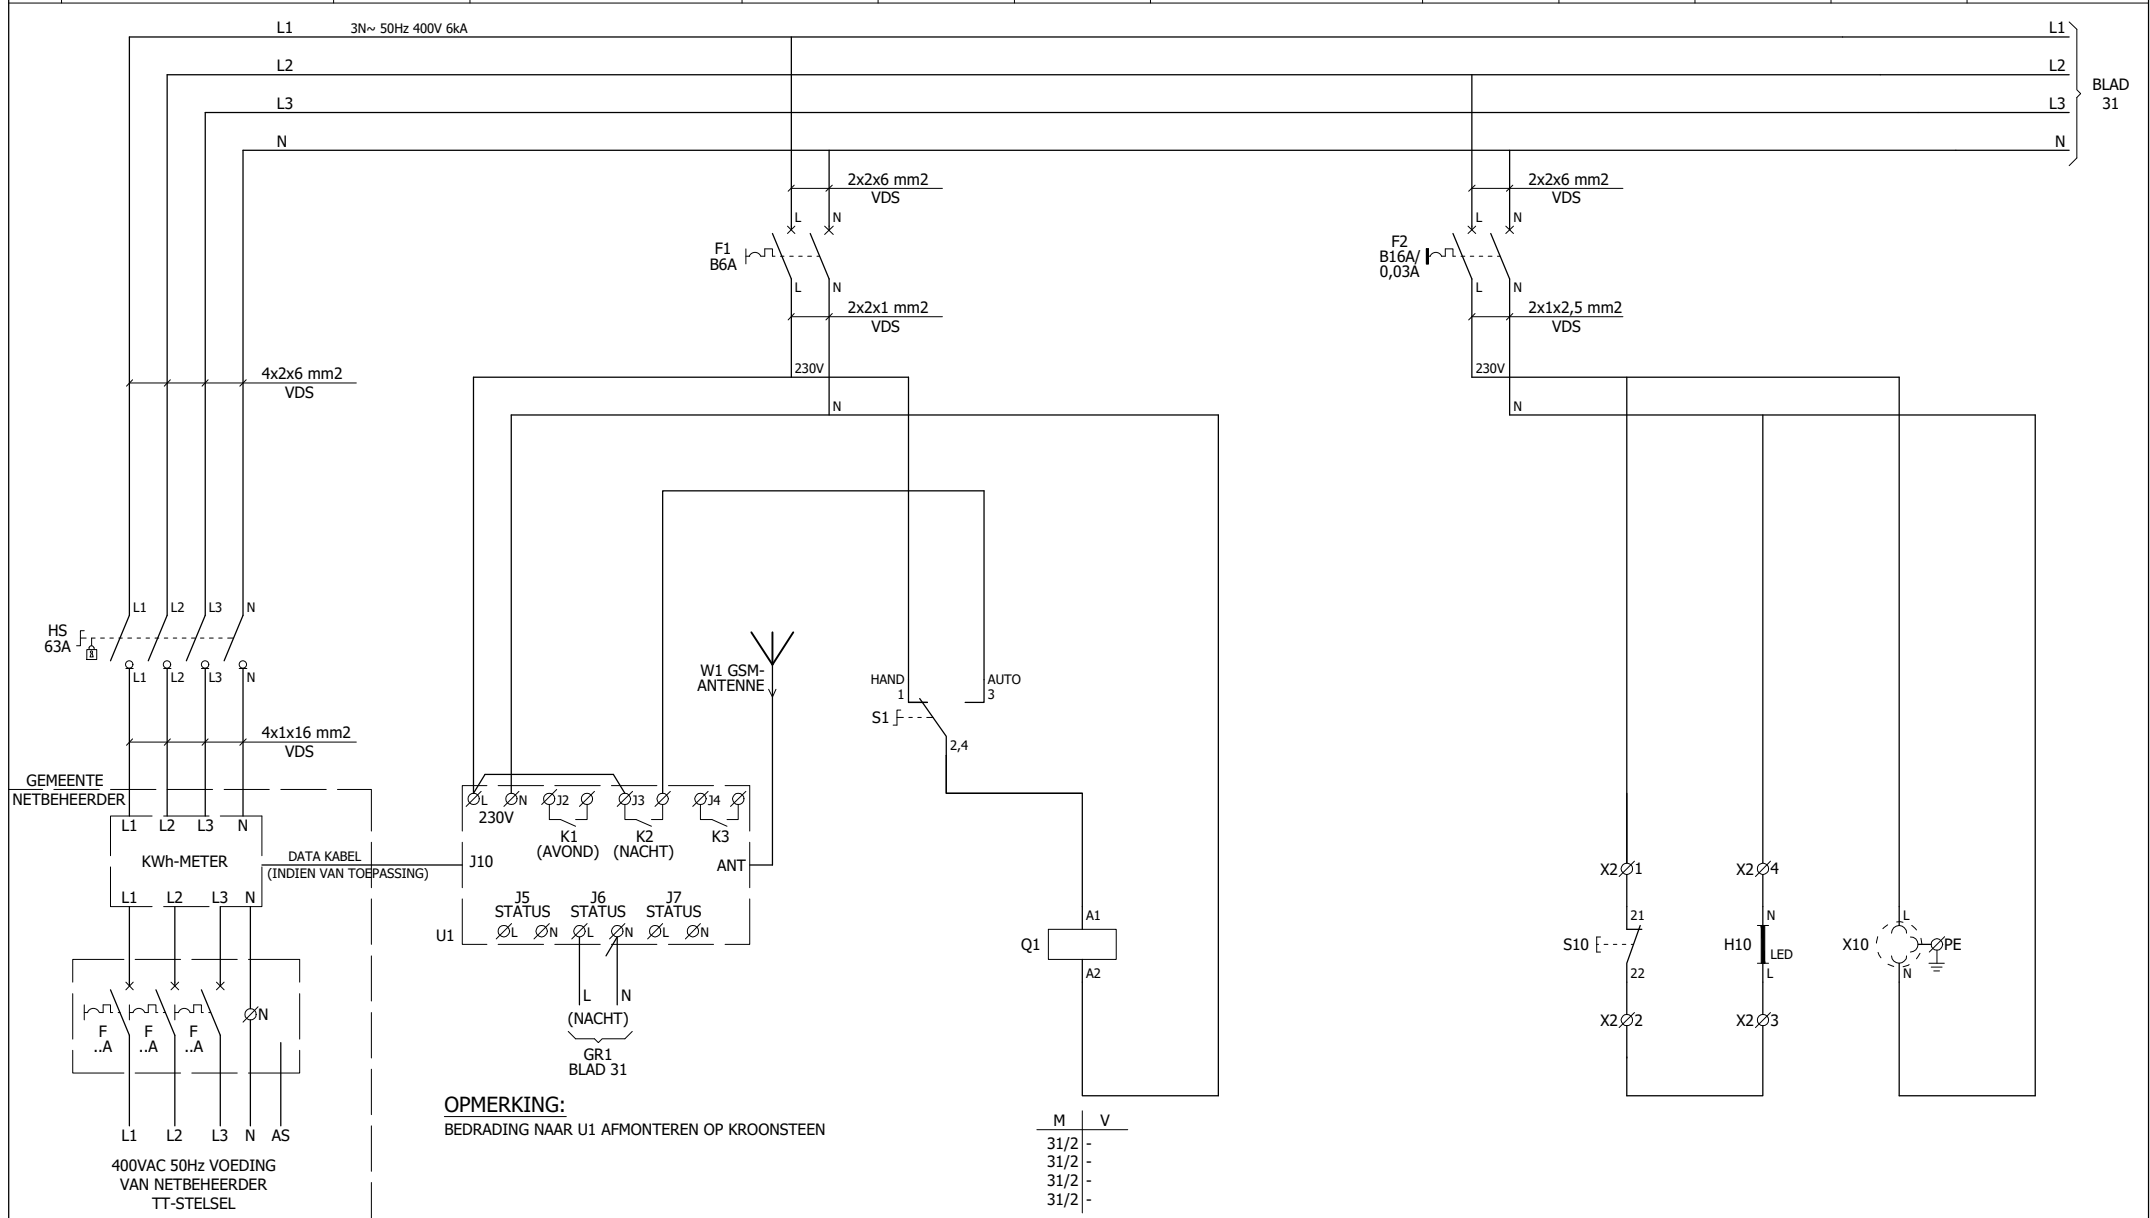 L1 3N~ 50Hz 400V 6kA L1
L2 L2
L3 L3
N N
BLAD
31
2x2x6 mm2
VDS
2x2x6 mm2
VDS
L N
F1
B6A
L N
2x2x1 mm2
VDS
L N
F2
B16A/
0,03A
L N
2x1x2,5 mm2
VDS
4x2x6 mm2
VDS
230V
N
230V
N
L1 L2 L3 N
HS
63A
L1 L2 L3 N
4x1x16 mm2
VDS
W1 GSM-
ANTENNE
HAND
1
AUTO
3
S1
2,4
GEMEENTE
NETBEHEERDER
L1 L2 L3 N
KWh-METER
L1 L2 L3 N
DATA KABEL
(INDIEN VAN TOEPASSING)
L N J2 J3 J4
230V
K1
(AVOND)
K2
(NACHT)
K3
J10
ANT
J5
STATUS
J6
STATUS
J7
STATUS
L N L N L N
U1
L N
(NACHT)
GR1
BLAD 31
A1
Q1
A2
X2 1
X2 4
21
S10
22
N
H10
LED
L
L
X10
PE
N
X2 2
X2 3
F
..A
F
..A
F
..A
N
L1 L2 L3 N AS
400VAC 50Hz VOEDING
VAN NETBEHEERDER
TT-STELSEL
OPMERKING:
BEDRADING NAAR U1 AFMONTEREN OP KROONSTEEN
M V
31/2 -
31/2 -
31/2 -
31/2 -